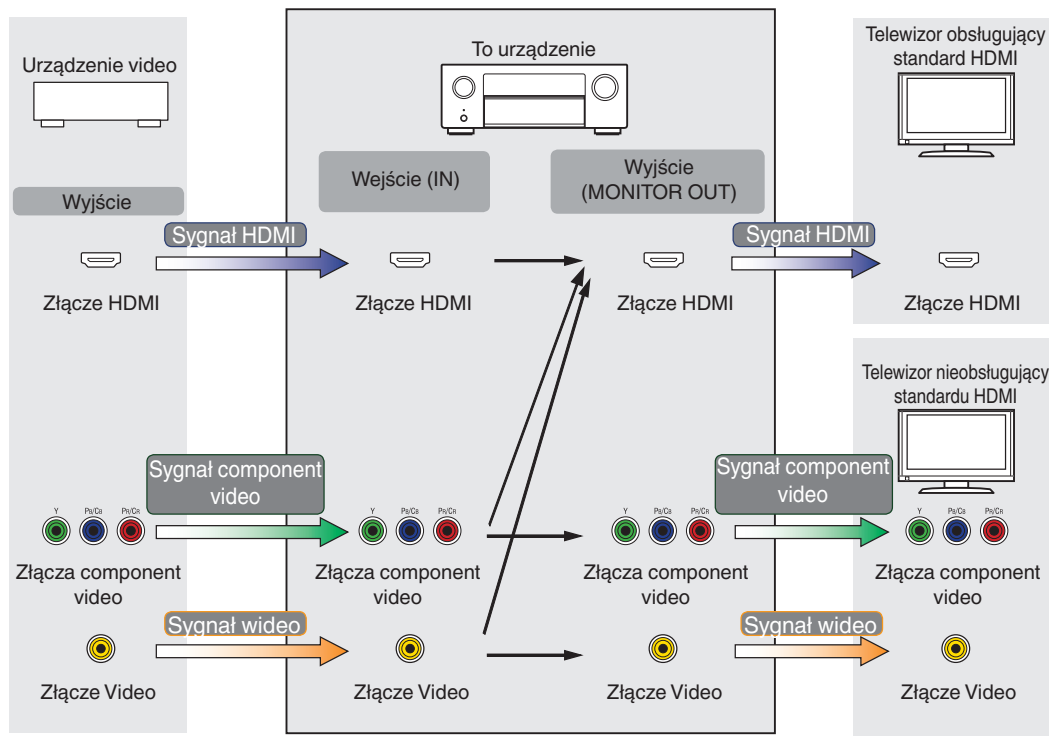 Urządzenie video
To urządzenie
Telewizor obsługujący
standard HDMI
Wyjście
Wejście (IN)
Wyjście
(MONITOR OUT)
Sygnał HDMI
Sygnał HDMI
Złącze HDMI
Złącze HDMI
Złącze HDMI
Złącze HDMI
Telewizor nieobsługujący
standardu HDMI
Sygnał component
video
Sygnał component
video
Y PB/CB PR/CR
Y PB/CB PR/CR
Y PB/CB PR/CR
Y PB/CB PR/CR
Złącza component
video
Złącza component
video
Złącza component
video
Złącza component
video
Sygnał wideo
Sygnał wideo
Złącze Video
Złącze Video
Złącze Video
Złącze Video